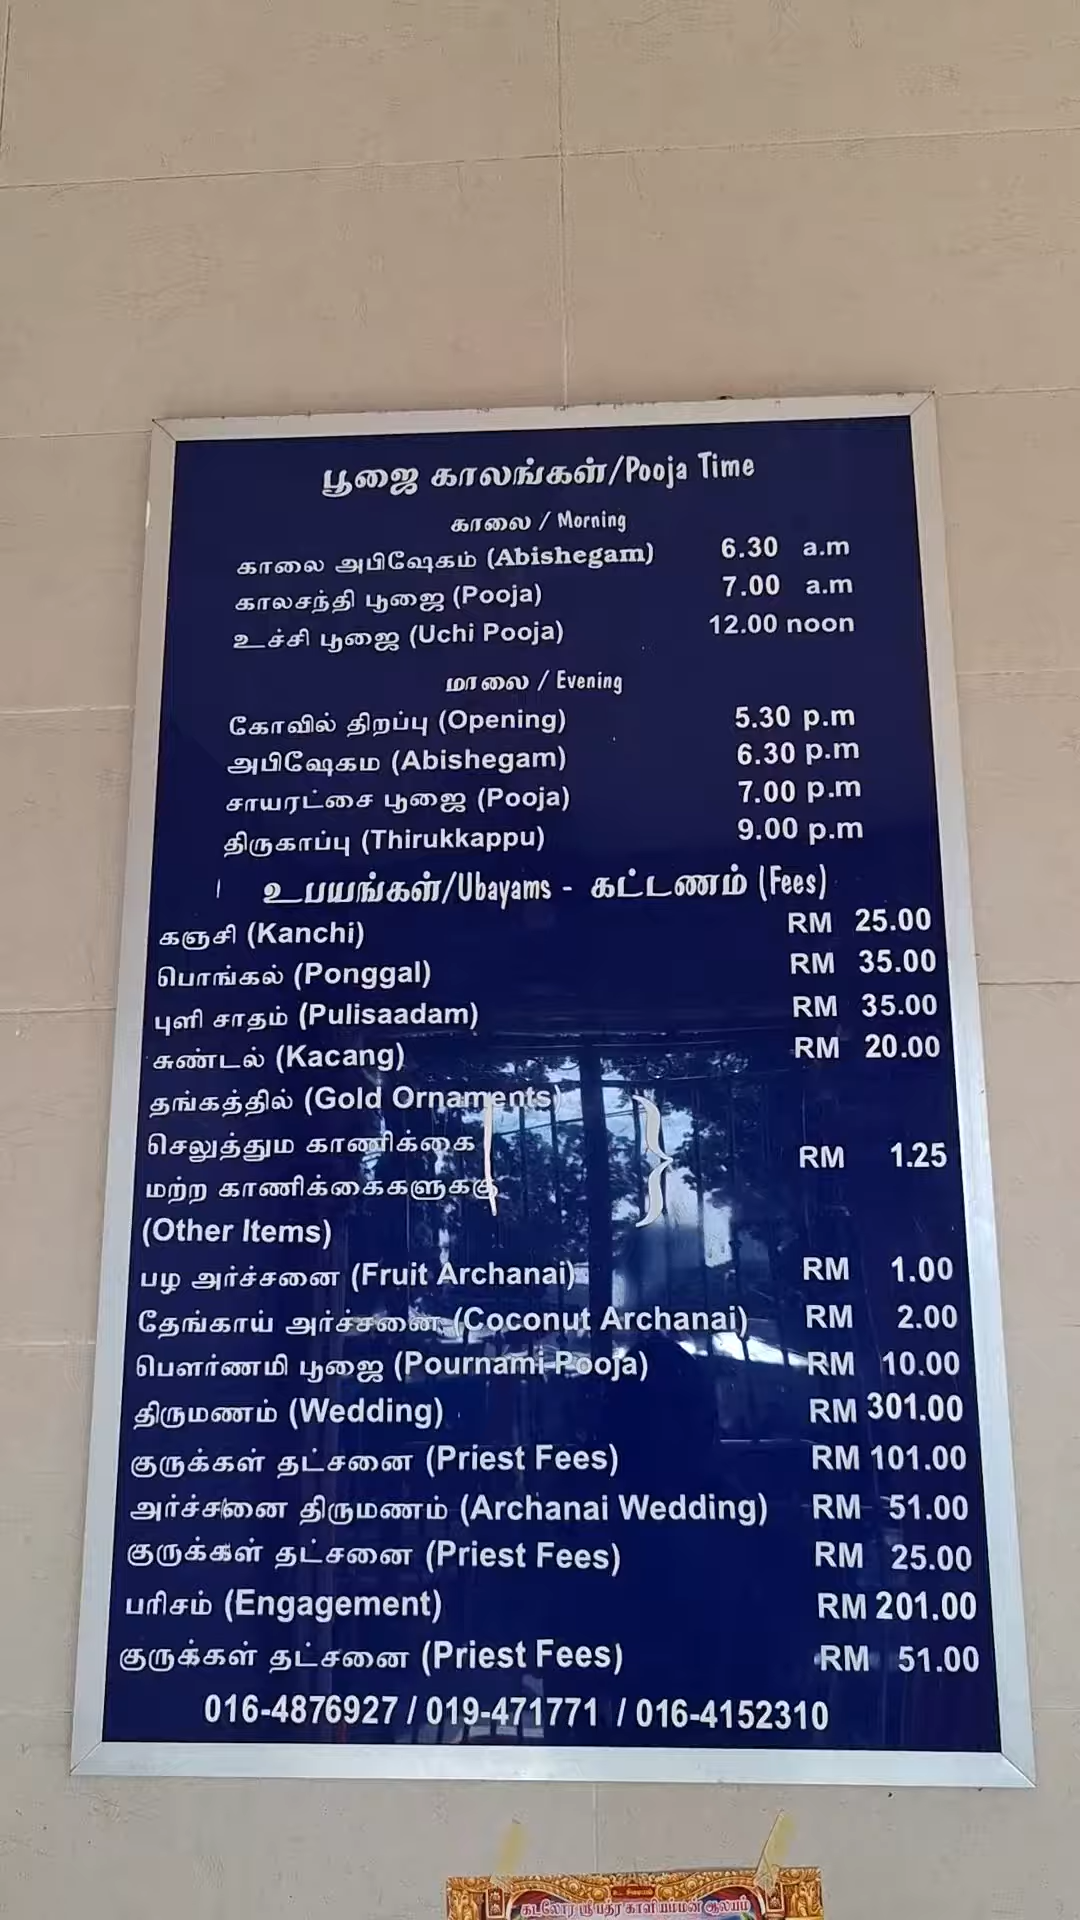 பூஜை காலங்கள்/Pooja Time
காலை / Morning
காலை அபிஷேகம் (Abishegam) 6.30 a.m
காலசந்தி பூஜை (Pooja) 7.00 a.m
உச்சி பூஜை (Uchi Pooja) 12.00 noon
மாலை / Evening
கோவில் திறப்பு (Opening) 5.30 p.m
அபிஷேகம (Abishegam) 6.30 p.m
சாயரட்சை பூஜை (Pooja) 7.00 p.m
திருகாப்பு (Thirukkappu) 9.00 p.m
உபயங்கள்/Ubayams - கட்டணம் (Fees)
கஞசி (Kanchi) RM 25.00
பொங்கல் (Ponggal) RM 35.00
புளி சாதம் (Pulisaadam) RM 35.00
சுண்டல் (Kacang) RM 20.00
தங்கத்தில் (Gold Ornaments)
செலுத்தும காணிக்கை } RM 1.25
மற்ற காணிக்கைகளுககு
(Other Items)
பழ அர்ச்சனை (Fruit Archanai) RM 1.00
தேங்காய் அர்ச்சனை (Coconut Archanai) RM 2.00
பௌர்ணமி பூஜை (Pournami Pooja) RM 10.00
திருமணம் (Wedding) RM 301.00
குருக்கள் தட்சனை (Priest Fees) RM 101.00
அர்ச்சனை திருமணம் (Archanai Wedding) RM 51.00
குருக்கள் தட்சனை (Priest Fees) RM 25.00
பரிசம் (Engagement) RM 201.00
குருக்கள் தட்சனை (Priest Fees) RM 51.00
016-4876927 / 019-471771 / 016-4152310
கடலோர ஸ்ரீ பத்ர காளியம்மன் ஆலயம்